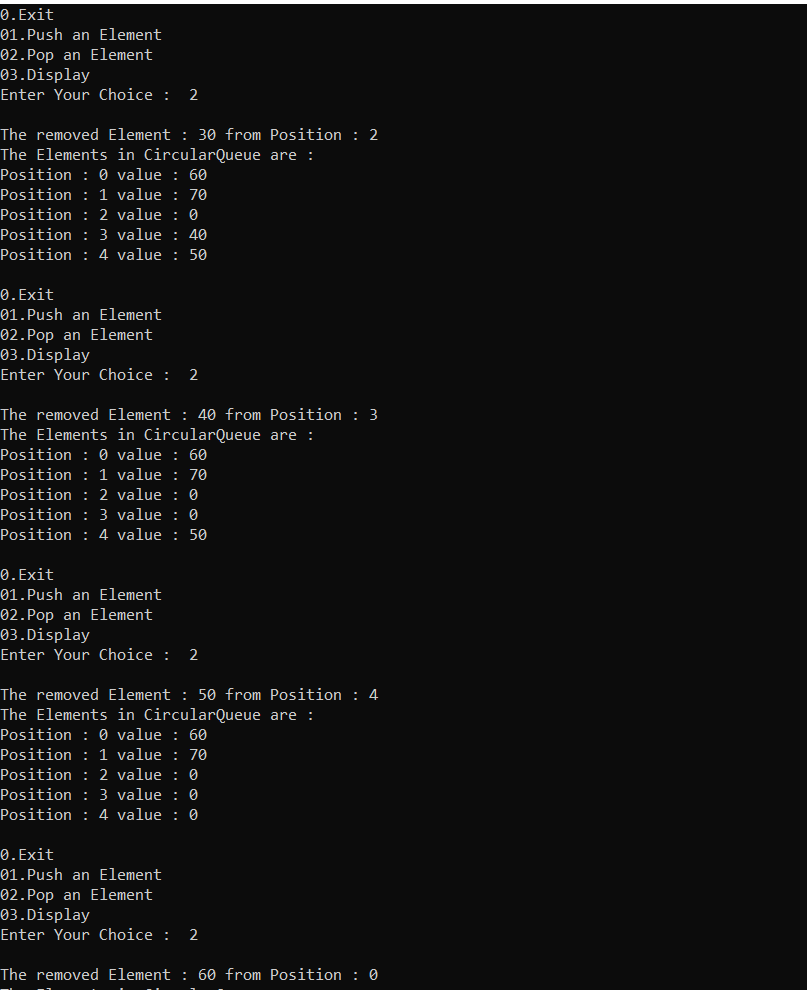 0.Exit
01.Push an Element
02.Pop an Element
03.Display
Enter Your Choice :  2
The removed Element : 30 from Position : 2
The Elements in CircularQueue are :
Position : 0 value : 60
Position : 1 value : 70
Position : 2 value : 0
Position : 3 value : 40
Position : 4 value : 50
0.Exit
01.Push an Element
02.Pop an Element
03.Display
Enter Your Choice :  2
The removed Element : 40 from Position : 3
The Elements in CircularQueue are :
Position : 0 value : 60
Position : 1 value : 70
Position : 2 value : 0
Position : 3 value : 0
Position : 4 value : 50
0.Exit
01.Push an Element
02.Pop an Element
03.Display
Enter Your Choice :  2
The removed Element : 50 from Position : 4
The Elements in CircularQueue are :
Position : 0 value : 60
Position : 1 value : 70
Position : 2 value : 0
Position : 3 value : 0
Position : 4 value : 0
0.Exit
01.Push an Element
02.Pop an Element
03.Display
Enter Your Choice :  2
The removed Element : 60 from Position : 0